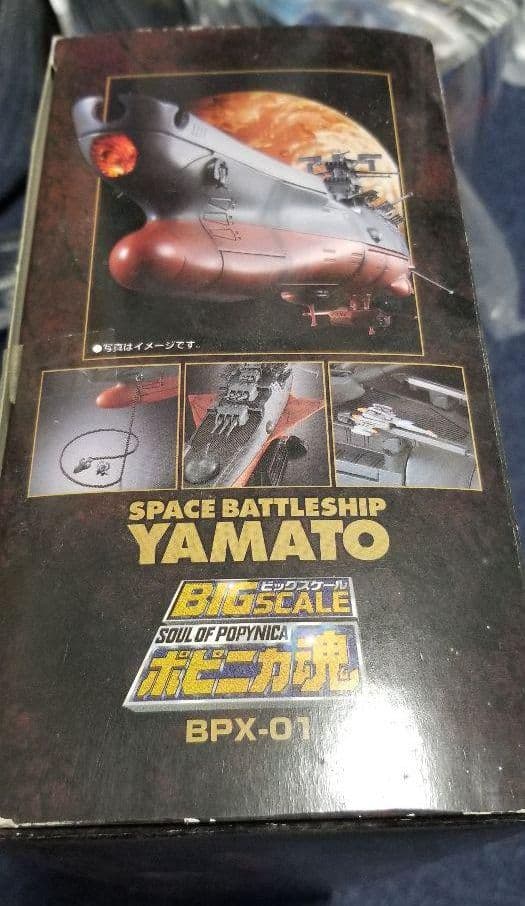 ●写真はイメージです。
SPACE BATTLESHIP
YAMATO
ビッグスケール
BIG SCALE
SOUL OF POPYNICA
ポピニカ魂
BPX-01